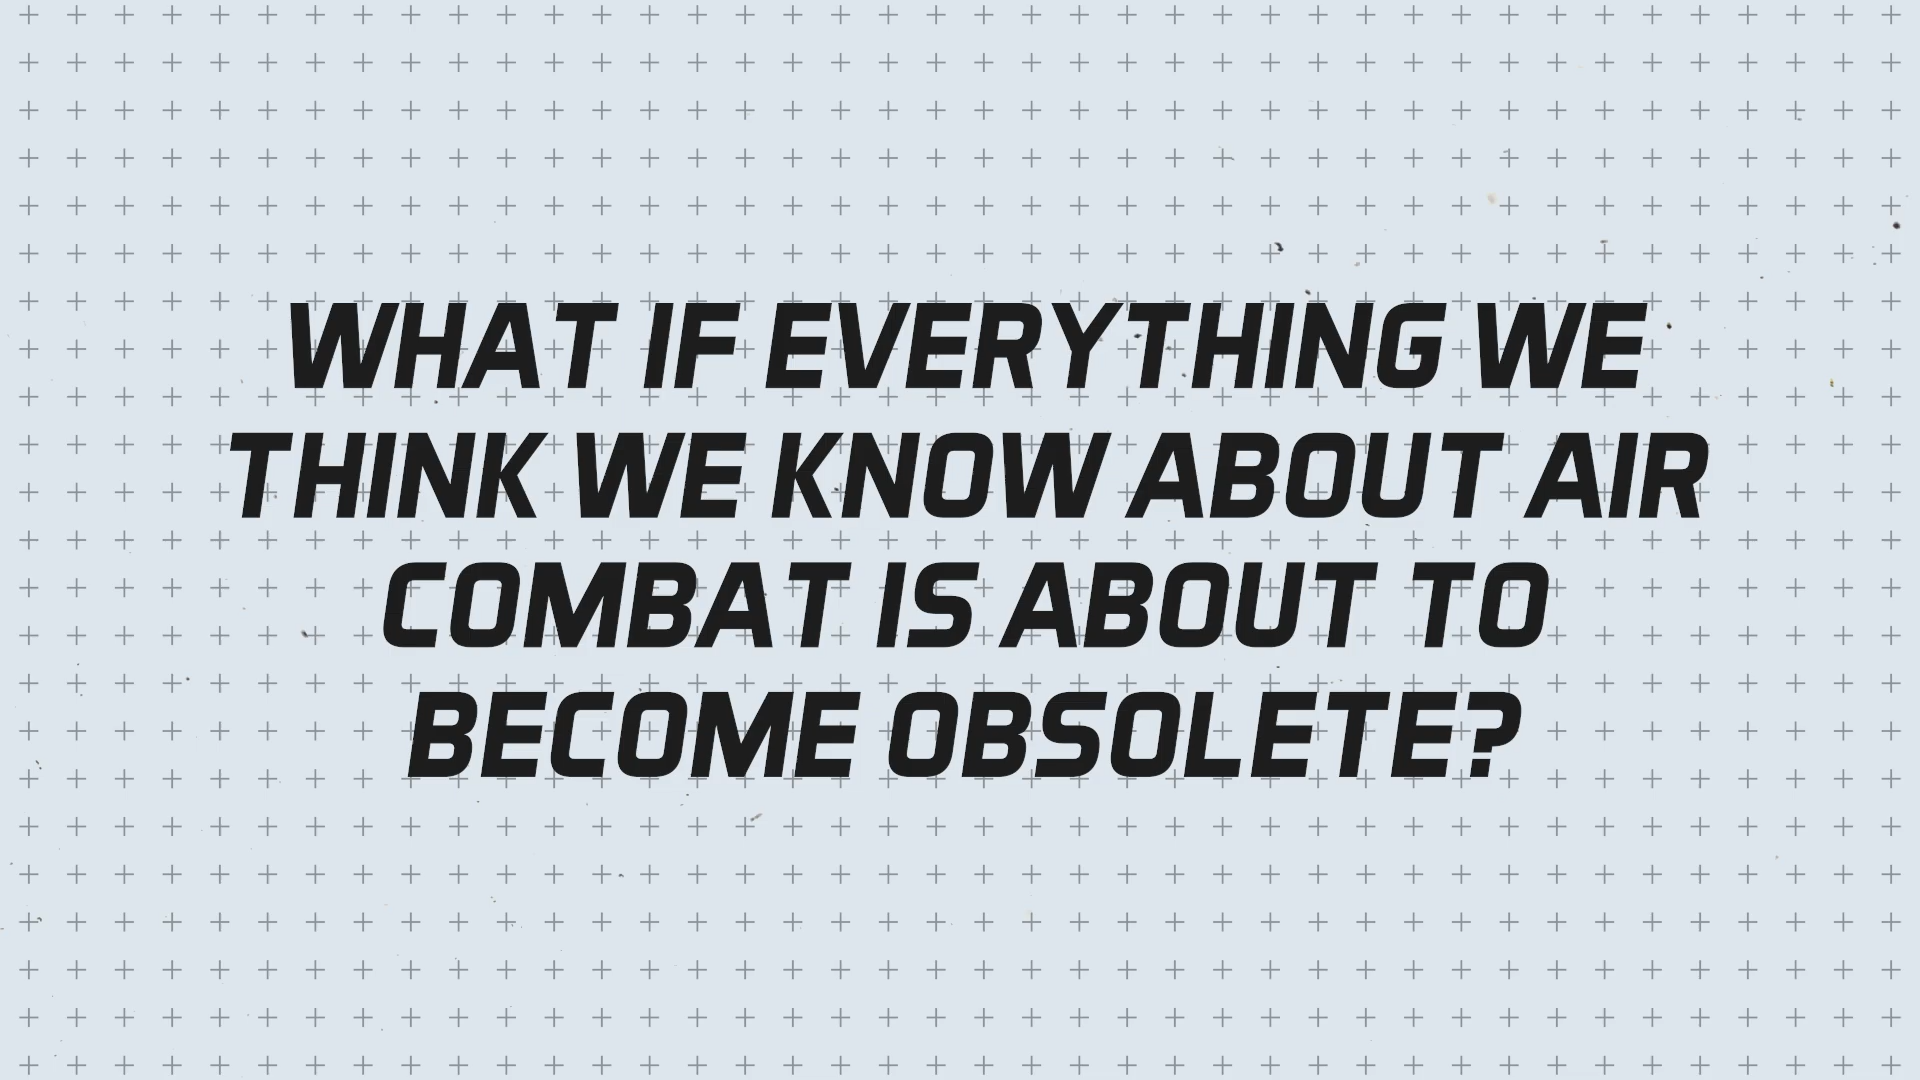 WHAT IF EVERYTHING WE
THINK WE KNOW ABOUT AIR
COMBAT IS ABOUT TO
BECOME OBSOLETE?